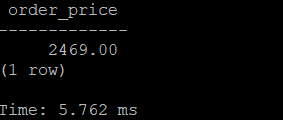 order_price
-------------
2469.00
(1 row)
Time: 5.762 ms